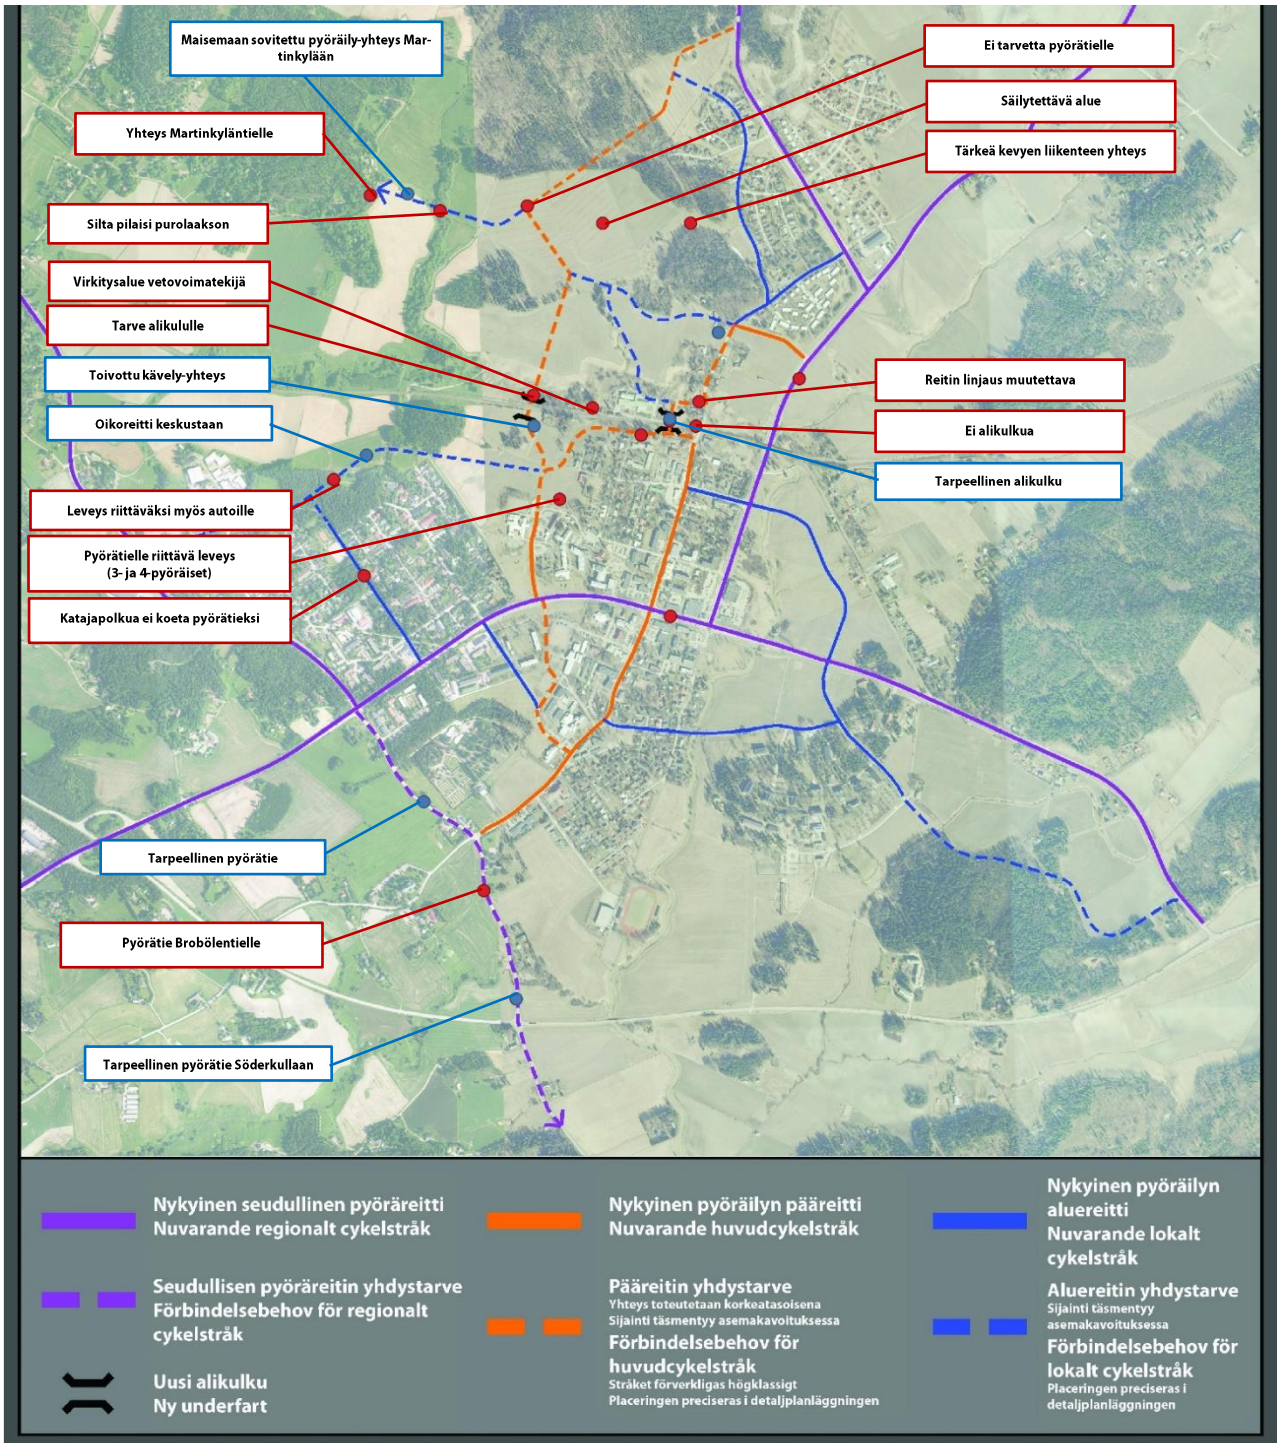 Maisemaan sovitettu pyöräily-yhteys Mar-
tinkylään
Ei tarvetta pyörätielle
Säilytettävä alue
Yhteys Martinkyläntielle
Tärkeä kevyen liikenteen yhteys
Silta pilaisi purolaakson
Virkitysalue vetovoimatekijä
Tarve alikululle
Toivottu kävely-yhteys
Reitin linjaus muutettava
Oikoreitti keskustaan
Ei alikulkua
Tarpeellinen alikulku
Leveys riittäväksi myös autoille
Pyörätielle riittävä leveys
(3- ja 4-pyöräiset)
Katajapolkua ei koeta pyörätieksi
Tarpeellinen pyörätie
Pyörätie Brobölentielle
Tarpeellinen pyörätie Söderkullaan
Nykyinen seudullinen pyöräreitti
Nuvarande regionalt cykelstråk
Seudullisen pyöräreitin yhdystarve
Förbindelsebehov för regionalt
cykelstråk
Uusi alikulku
Ny underfart
Nykyinen pyöräilyn pääreitti
Nuvarande huvudcykelstråk
Pääreitin yhdystarve
Yhteys toteutetaan korkeatasoisena
Sijainti täsmentyy asemakavoituksessa
Förbindelsebehov för
huvudcykelstråk
Stråket förverkligas högklassigt
Placeringen preciseras i detaljplanläggningen
Nykyinen pyöräilyn
aluereitti
Nuvarande lokalt
cykelstråk
Aluereitin yhdystarve
Sijainti täsmentyy
asemakavoituksessa
Förbindelsebehov för
lokalt cykelstråk
Placeringen preciseras i
detaljplanläggningen